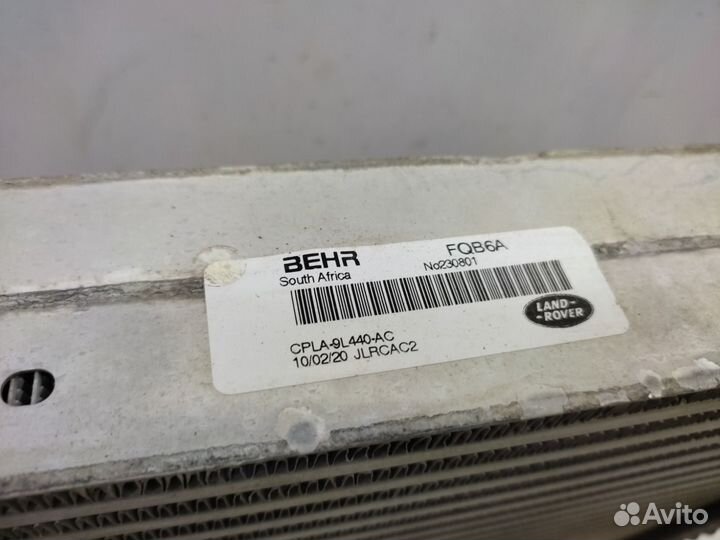 BEHR FQB6A
South Africa No230801
LAND-
-ROVER
CPLA-9L440-AC
10/02/20 JLRCAC2
Avito